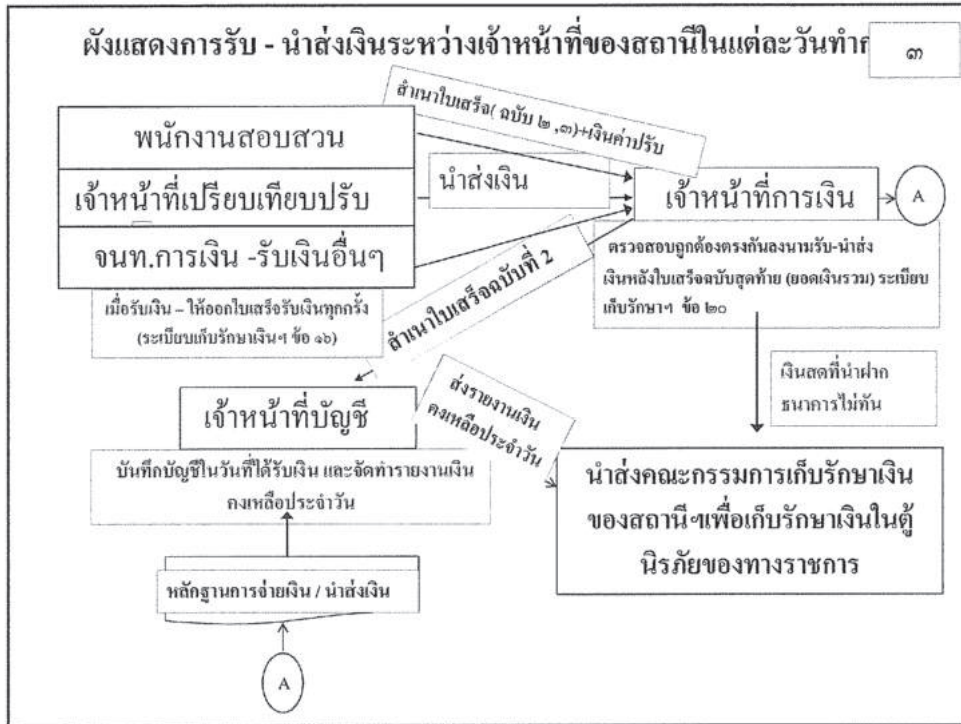 ผังแสดงการรับ - นำส่งเงินระหว่างเจ้าหน้าที่ของสถานีในแต่ละวันทำ
๓
สำเนาใบเสร็จ( ฉบับ ๒ ,๓)+เงินค่าปรับ
พนักงานสอบสวน
นำส่งเงิน
เจ้าหน้าที่เปรียบเทียบปรับ
เจ้าหน้าที่การเงิน
A
จนท.การเงิน -รับเงินอื่นๆ
ตรวจสอบถูกต้องตรงกันลงนามรับ-นำส่ง
เงินหลังใบเสร็จฉบับสุดท้าย (ยอดเงินรวม) ระเบียบ
เก็บรักษาฯ ข้อ ๒๐
เมื่อรับเงิน – ให้ออกใบเสร็จรับเงินทุกครั้ง
(ระเบียบเก็บรักษาเงินฯ ข้อ ๑๖)
สำเนาใบเสร็จฉบับที่ 2
เงินสดที่นำฝาก
ธนาการไม่ทัน
ส่งรายงานเงิน
คงเหลือประจำวัน
เจ้าหน้าที่บัญชี
บันทึกบัญชีในวันที่ได้รับเงิน และจัดทำรายงานเงิน
คงเหลือประจำวัน
นำส่งคณะกรรมการเก็บรักษาเงิน
ของสถานีฯเพื่อเก็บรักษาเงินในตู้
นิรภัยของทางราชการ
หลักฐานการจ่ายเงิน / นำส่งเงิน
A